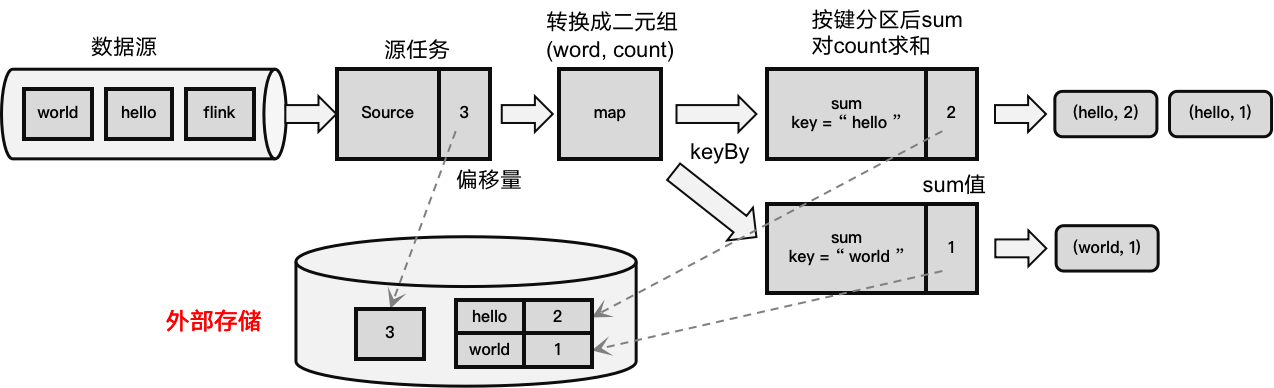 数据源
world
hello
flink
源任务
Source
3
偏移量
转换成二元组
(word, count)
map
keyBy
按键分区后sum
对count求和
sum
key = “ hello ”
2
(hello, 2)
(hello, 1)
sum值
sum
key = “ world ”
1
(world, 1)
外部存储
3
hello 2
world 1